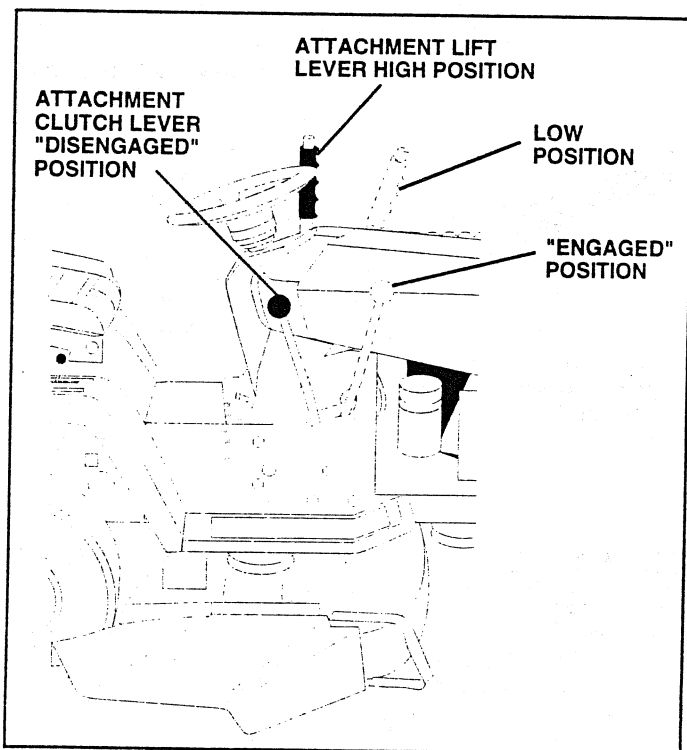 ATTACHMENT LIFT
LEVER HIGH POSITION
ATTACHMENT
CLUTCH LEVER
"DISENGAGED"
POSITION
LOW
POSITION
"ENGAGED"
POSITION